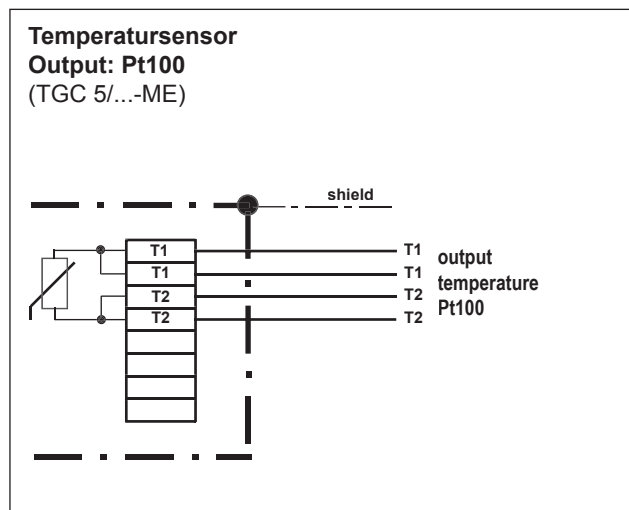 Temperatursensor
Output: Pt100
(TGC 5/...-ME)
shield
T1 T1
T1 T1
T2 T2
T2 T2
output
temperature
Pt100